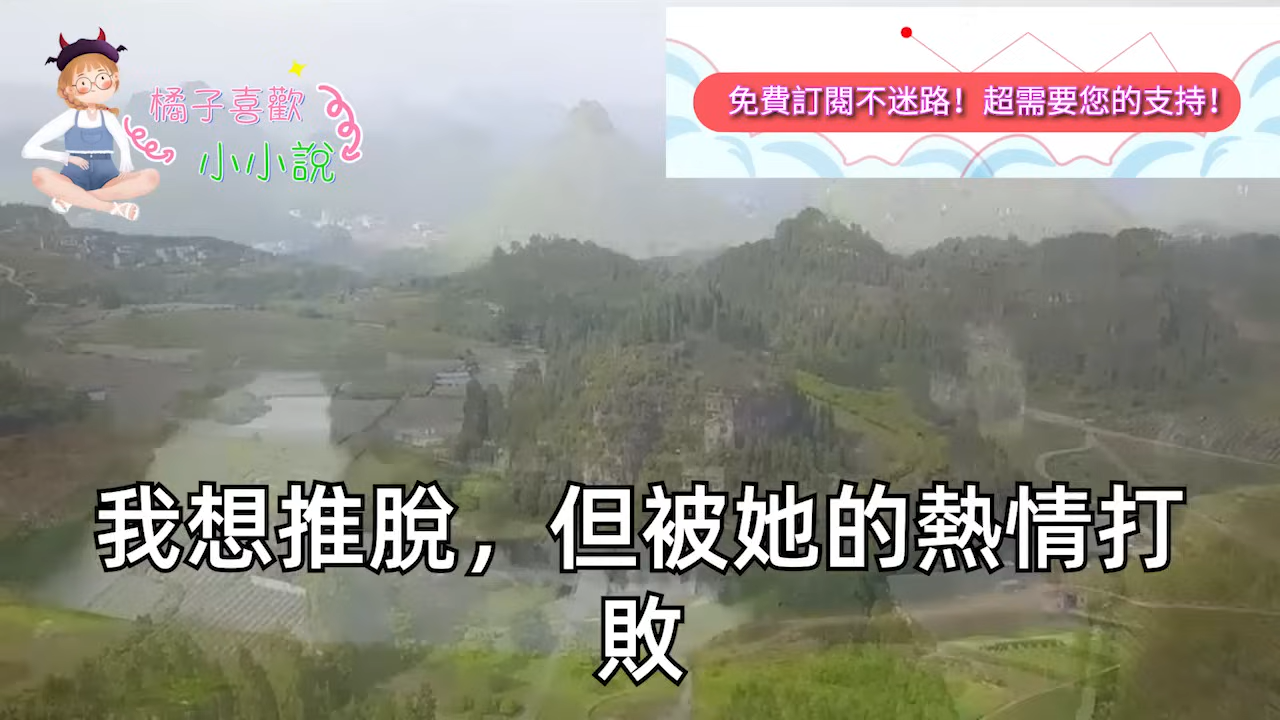 橘子喜歡
小小說
免費訂閱不迷路！超需要您的支持！
我想推脫，但被她的熱情打
敗